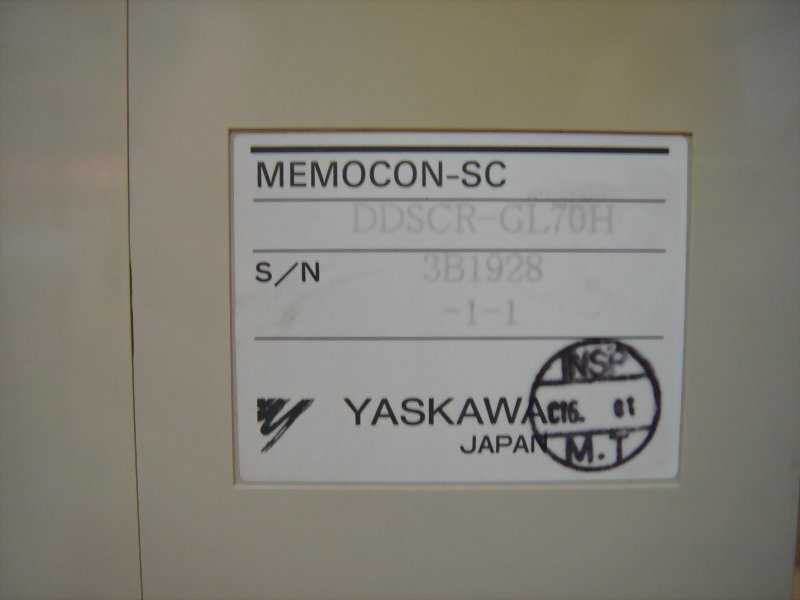 MEMOCON-SC
DDSCR-GL70H
S/N 3B1928
-1-1
YASKAWA
JAPAN
INSP
M.T